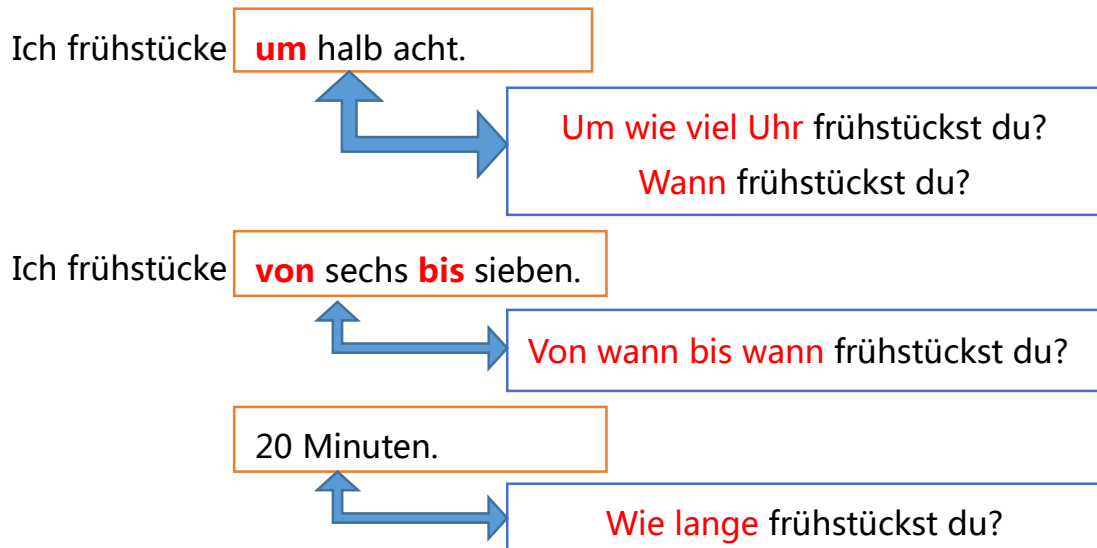 Ich frühstücke um halb acht.
Um wie viel Uhr frühstückst du?
Wann frühstückst du?
Ich frühstücke von sechs bis sieben.
Von wann bis wann frühstückst du?
20 Minuten.
Wie lange frühstückst du?